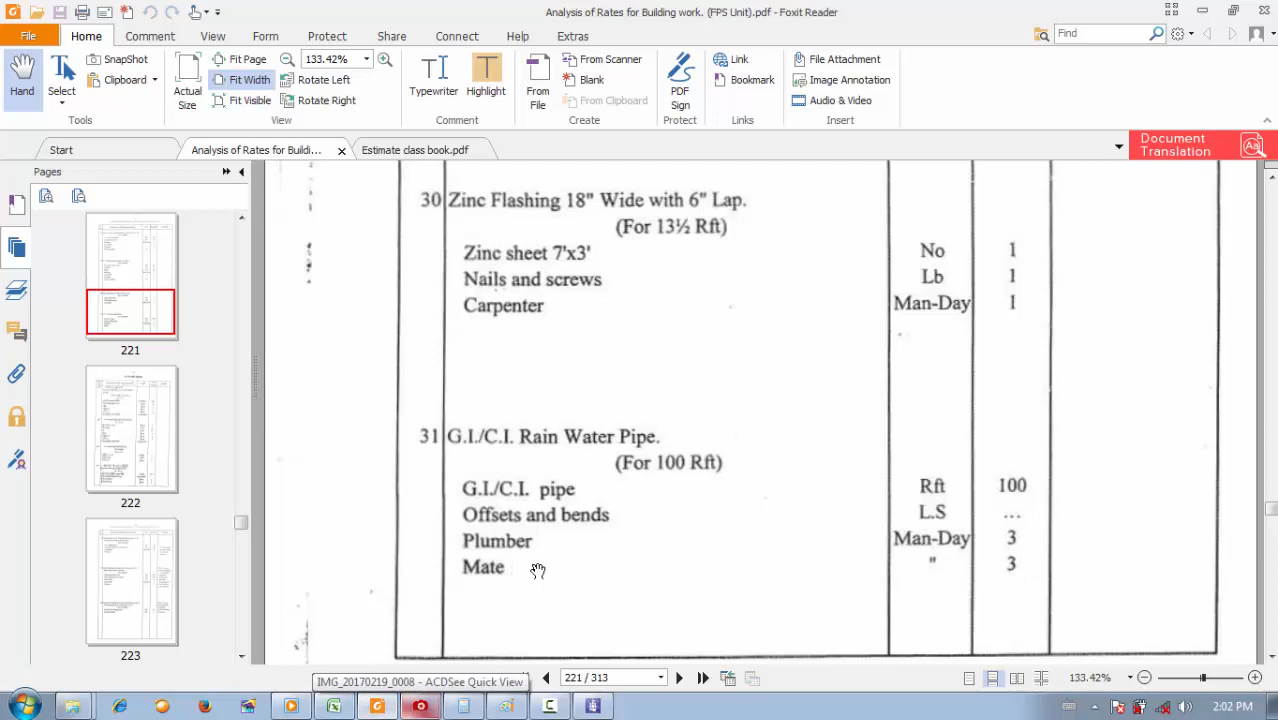 Analysis of Rates for Building work. (FPS Unit).pdf - Foxit Reader
File Home Comment View Form Protect Share Connect Help Extras Find
Hand
Select
SnapShot
Clipboard
Actual Size
Fit Page
Fit Width
Fit Visible
133.42%
Rotate Left
Rotate Right
Typewriter
Highlight
From File
From Scanner
Blank
From Clipboard
PDF Sign
Link
Bookmark
File Attachment
Image Annotation
Audio & Video
Tools View Comment Create Protect Links Insert
Start Analysis of Rates for Buildi... Estimate class book.pdf
Document Translation
Pages
221
222
223
30 Zinc Flashing 18" Wide with 6" Lap.
(For 13½ Rft)
Zinc sheet 7'x3' No 1
Nails and screws Lb 1
Carpenter Man-Day 1
31 G.I./C.I. Rain Water Pipe.
(For 100 Rft)
G.I./C.I. pipe Rft 100
Offsets and bends L.S ...
Plumber Man-Day 3
Mate " 3
IMG_20170219_0008 - ACDSee Quick View
221 / 313
133.42%
2:02 PM